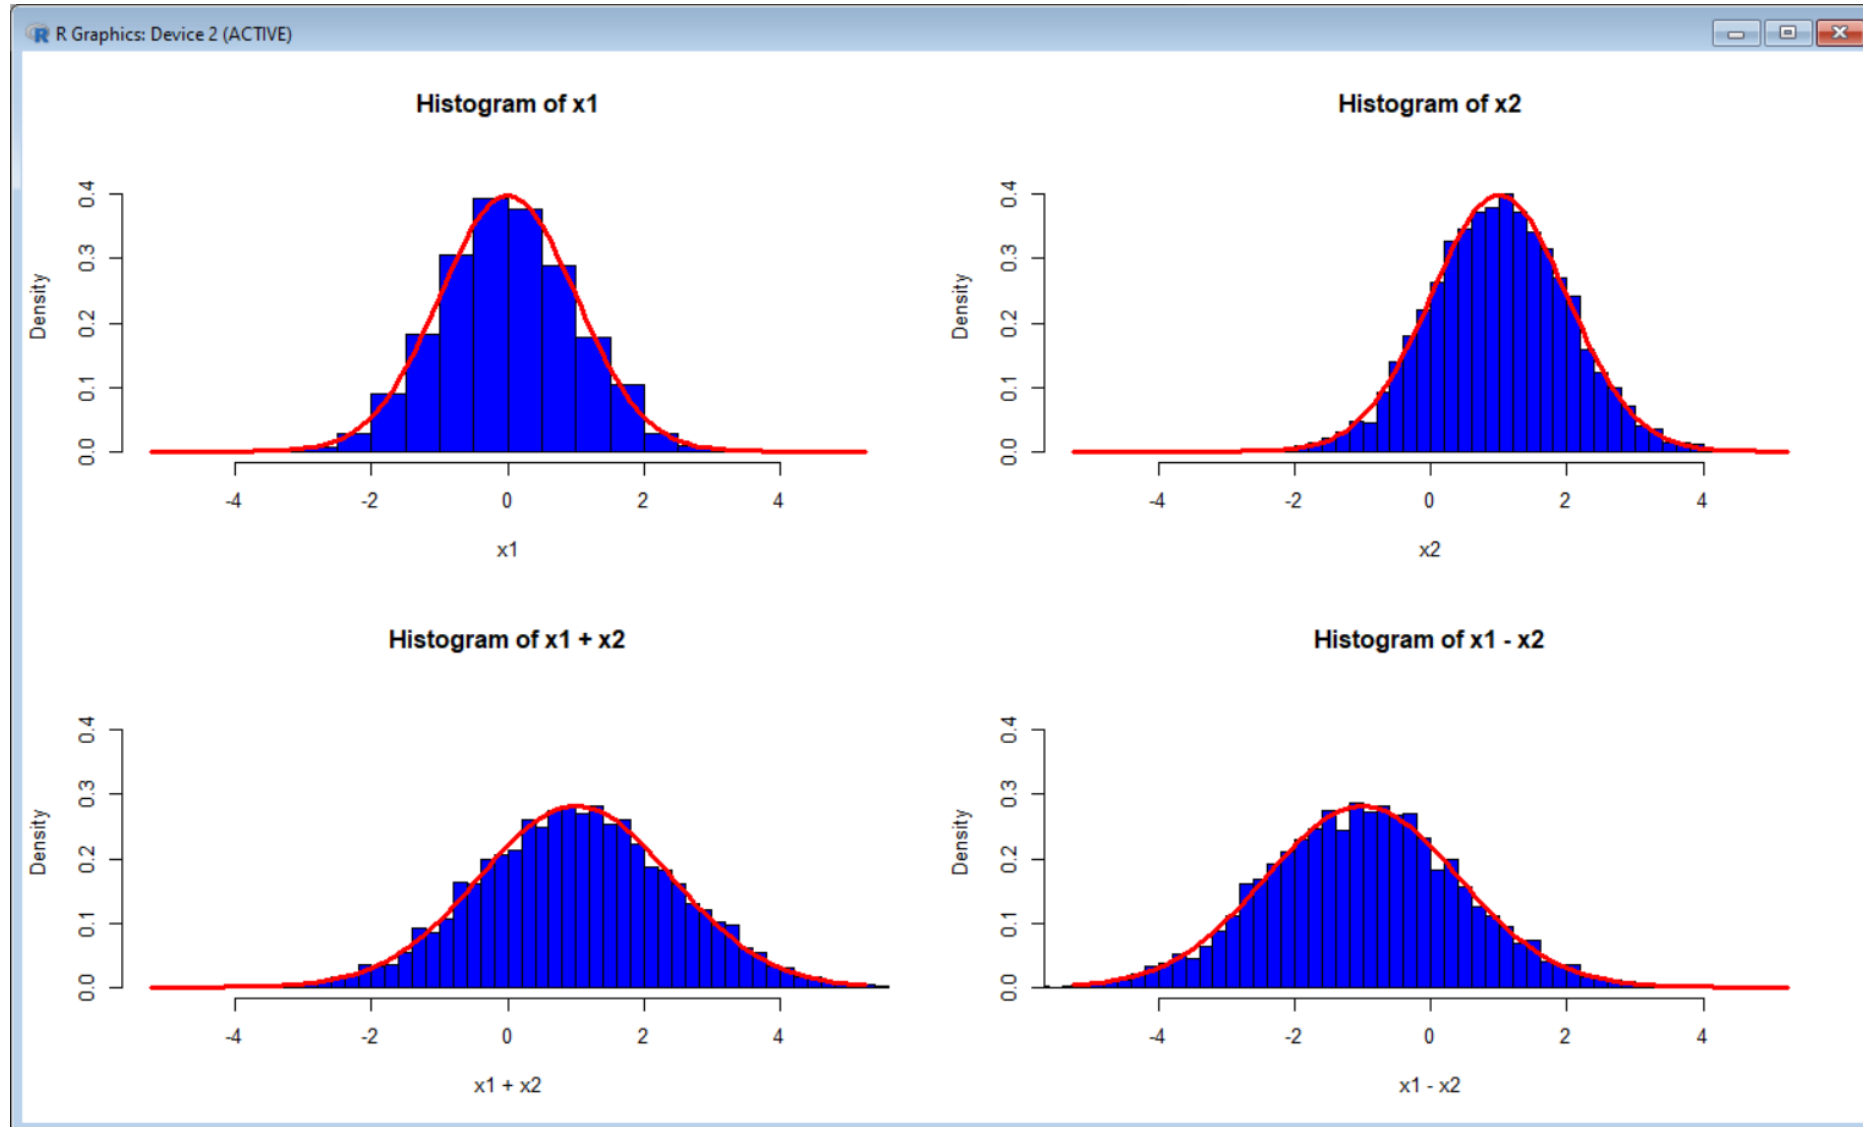 R Graphics: Device 2 (ACTIVE)
Histogram of x1
Density
0.0 0.1 0.2 0.3 0.4
-4 -2 0 2 4
x1
Histogram of x2
Density
0.0 0.1 0.2 0.3 0.4
-4 -2 0 2 4
x2
Histogram of x1 + x2
Density
0.0 0.1 0.2 0.3 0.4
-4 -2 0 2 4
x1 + x2
Histogram of x1 - x2
Density
0.0 0.1 0.2 0.3 0.4
-4 -2 0 2 4
x1 - x2